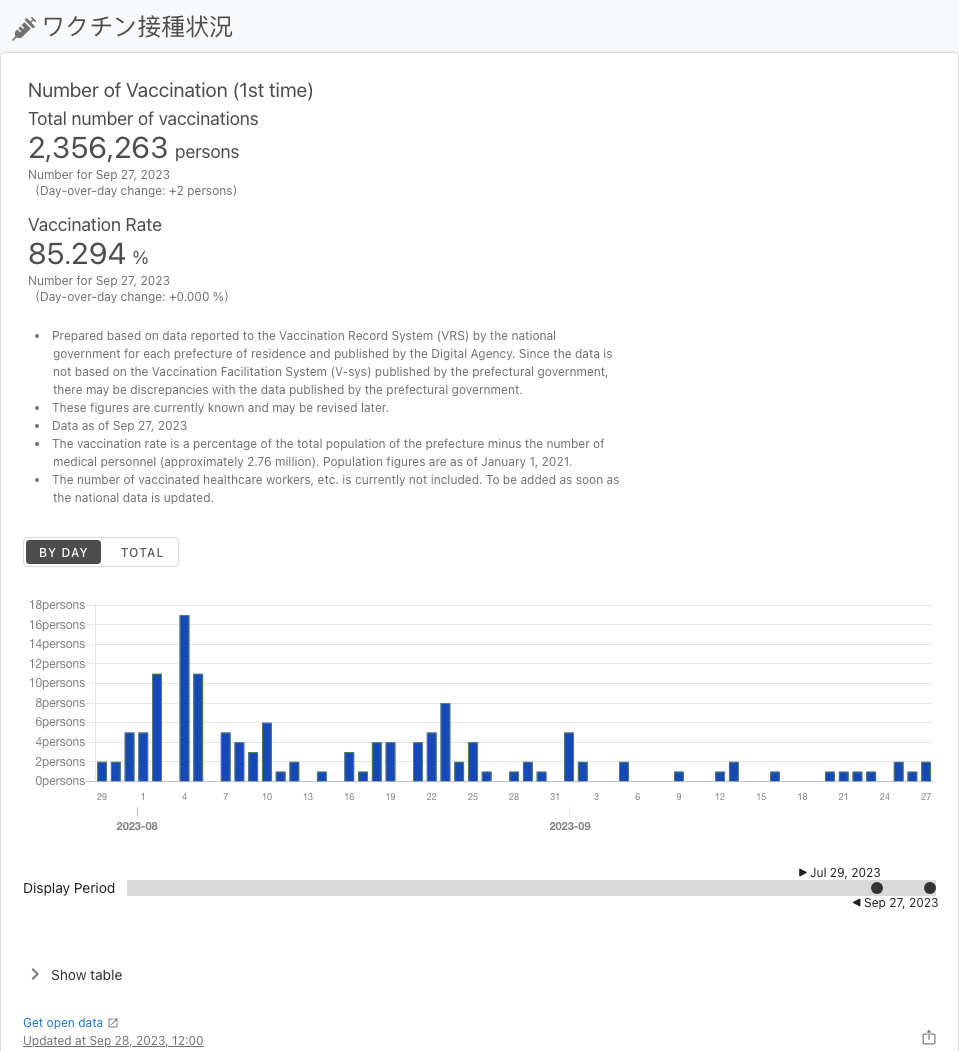 ワクチン接種状況
Number of Vaccination (1st time)
Total number of vaccinations
2,356,263 persons
Number for Sep 27, 2023
(Day-over-day change: +2 persons)
Vaccination Rate
85.294 %
Number for Sep 27, 2023
(Day-over-day change: +0.000 %)
• Prepared based on data reported to the Vaccination Record System (VRS) by the national
government for each prefecture of residence and published by the Digital Agency. Since the data is
not based on the Vaccination Facilitation System (V-sys) published by the prefectural government,
there may be discrepancies with the data published by the prefectural government.
• These figures are currently known and may be revised later.
• Data as of Sep 27, 2023
• The vaccination rate is a percentage of the total population of the prefecture minus the number of
medical personnel (approximately 2.76 million). Population figures are as of January 1, 2021.
• The number of vaccinated healthcare workers, etc. is currently not included. To be added as soon as
the national data is updated.
BY DAY TOTAL
18persons
16persons
14persons
12persons
10persons
8persons
6persons
4persons
2persons
0persons
29 1 4 7 10 13 16 19 22 25 28 31 3 6 9 12 15 18 21 24 27
2023-08 2023-09
▶ Jul 29, 2023
Display Period
◀ Sep 27, 2023
Show table
Get open data
Updated at Sep 28, 2023, 12:00